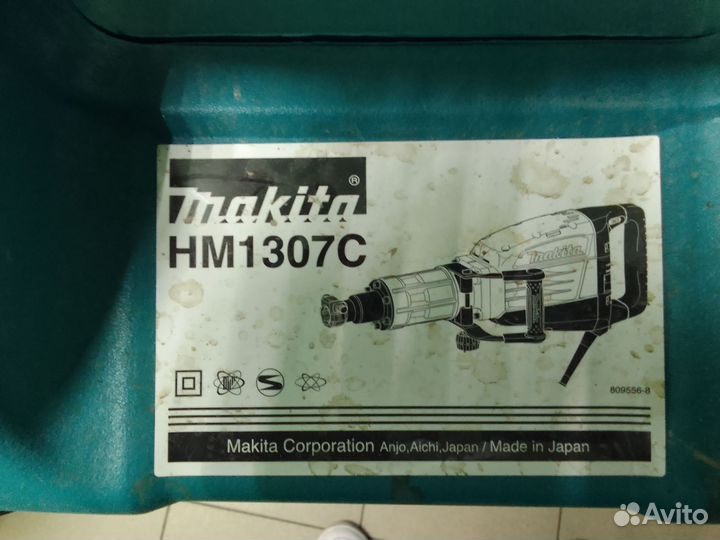 makita®
HM1307C
makita
809556-8
Makita Corporation Anjo,Aichi,Japan / Made in Japan
Avito